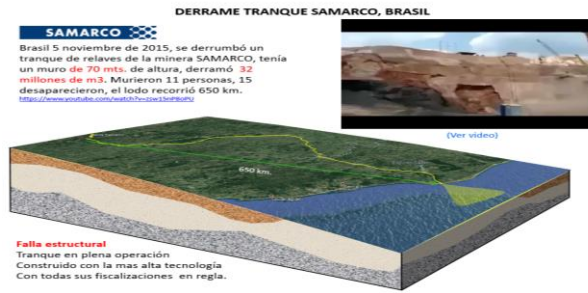 DERRAME TRANQUE SAMARCO, BRASIL
SAMARCO
Brasil 5 noviembre de 2015, se derrumbó un
tranque de relaves de la minera SAMARCO, tenía
un muro de 70 mts. de altura, derramó 32
millones de m3. Murieron 11 personas, 15
desaparecieron, el lodo recorrió 650 km.
(Ver video)
650 km.
Falla estructural
Tranque en plena operación
Construido con la mas alta tecnología
Con todas sus fiscalizaciones en regla.